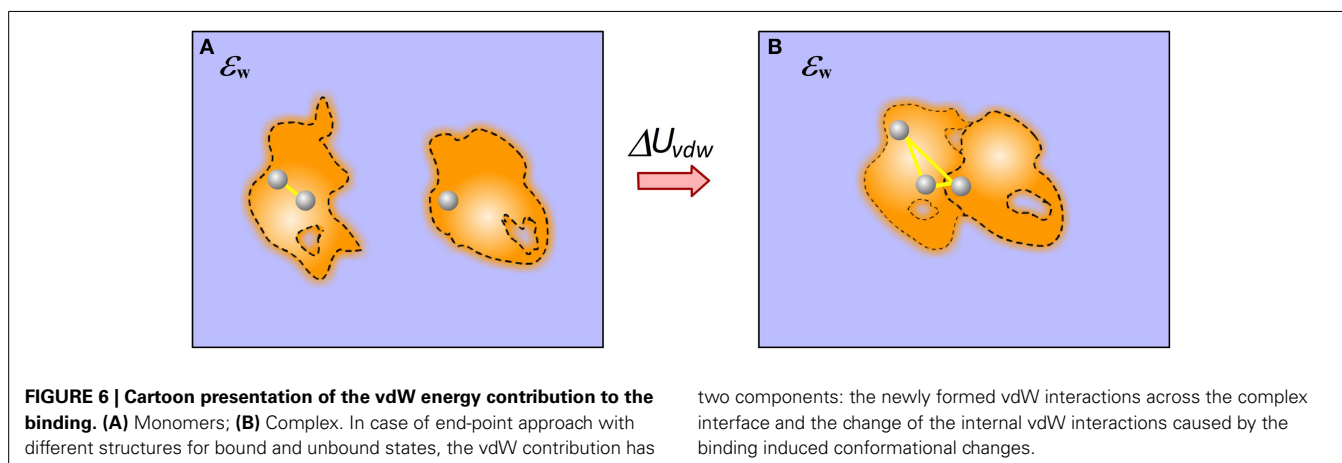 A
ℰw
ΔUvdw
B
ℰw
FIGURE 6 | Cartoon presentation of the vdW energy contribution to the
binding. (A) Monomers; (B) Complex. In case of end-point approach with
different structures for bound and unbound states, the vdW contribution has
two components: the newly formed vdW interactions across the complex
interface and the change of the internal vdW interactions caused by the
binding induced conformational changes.